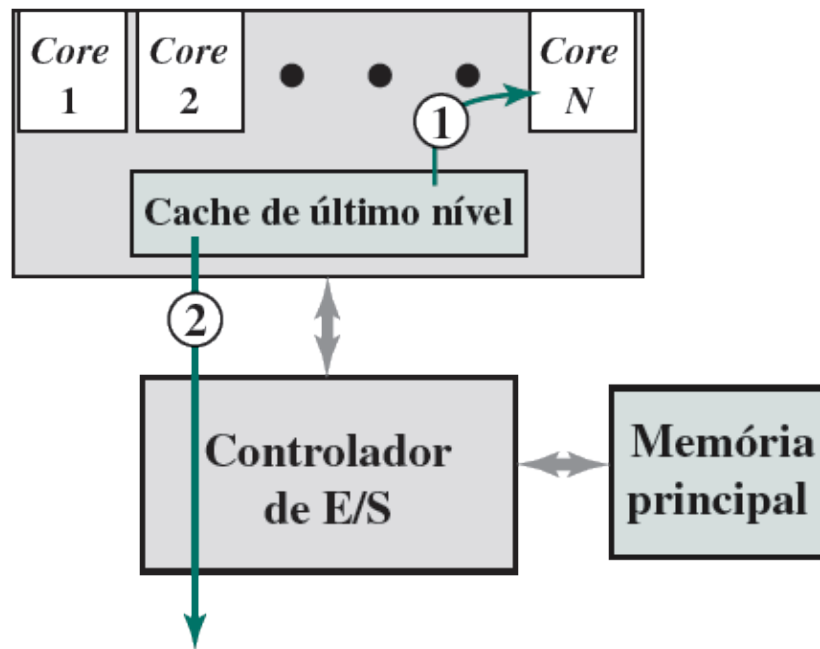 Core
1
Core
2
Core
N
1
Cache de último nível
2
Controlador
de E/S
Memória
principal